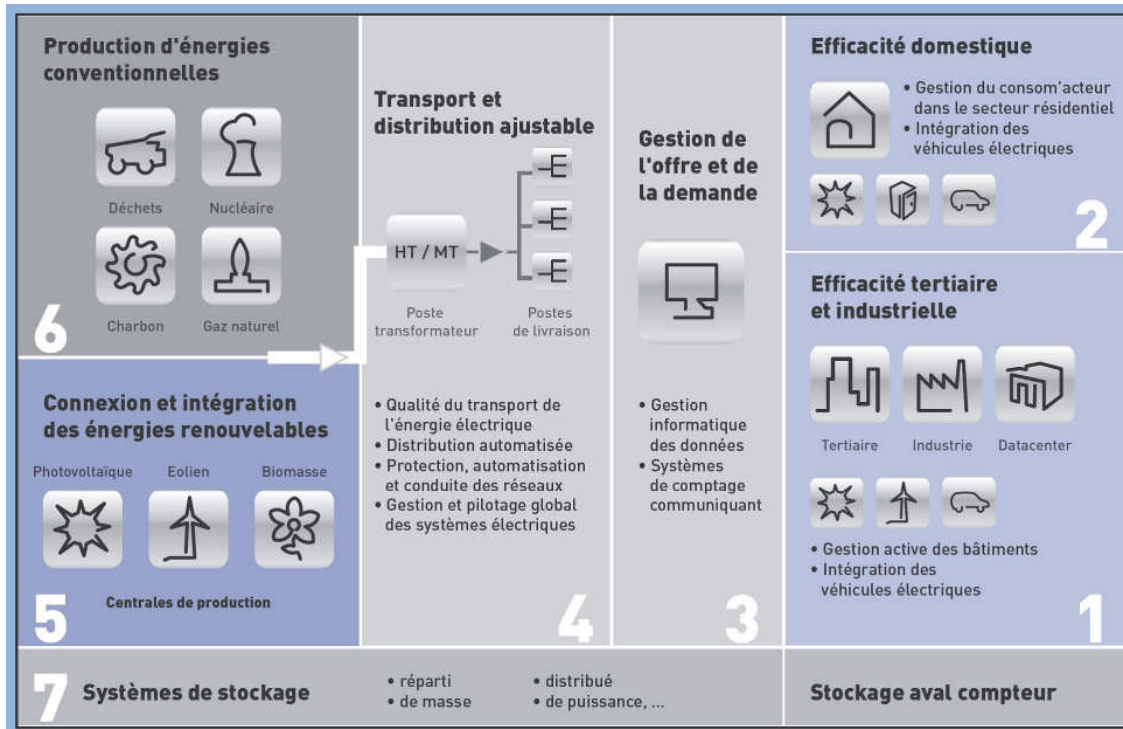 Production d'énergies
conventionnelles
Déchets
Nucléaire
Charbon
Gaz naturel
6
Connexion et intégration
des énergies renouvelables
Photovoltaïque
Eolien
Biomasse
Centrales de production
5
Transport et
distribution ajustable
HT / MT
Poste
transformateur
Postes
de livraison
• Qualité du transport de
l'énergie électrique
• Distribution automatisée
• Protection, automatisation
et conduite des réseaux
• Gestion et pilotage global
des systèmes électriques
4
Gestion de
l'offre et de
la demande
• Gestion
informatique
des données
• Systèmes
de comptage
communiquant
3
Efficacité domestique
• Gestion du consom'acteur
dans le secteur résidentiel
• Intégration des
véhicules électriques
2
Efficacité tertiaire
et industrielle
Tertiaire
Industrie
Datacenter
• Gestion active des bâtiments
• Intégration des
véhicules électriques
1
7
Systèmes de stockage
• réparti
• de masse
• distribué
• de puissance, ...
Stockage aval compteur